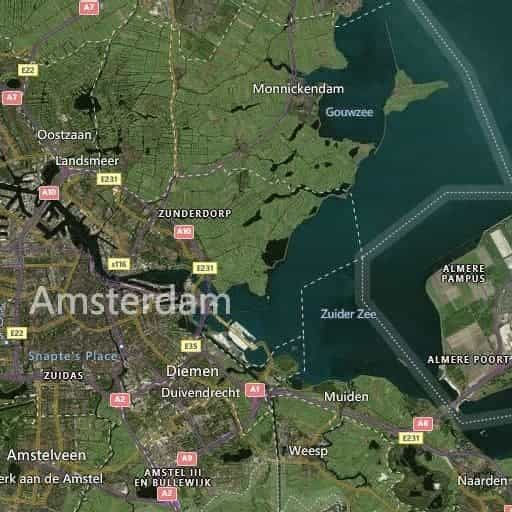 A7
E22
A7
Monnickendam
Gouwzee
Oostzaan
Landsmeer
E231
A10
ZUNDERDORP
A10
s116
E231
ALMERE
PAMPUS
Amsterdam
Zuider Zee
E22
E35
Snapte's Place
ALMERE POORT
ZUIDAS
Diemen
Duivendrecht
A1
A2
Muiden
A6
E231
Amstelveen
Weesp
A9
erk aan de Amstel
AMSTEL III
EN BULLEWIJK
Naarden
A2